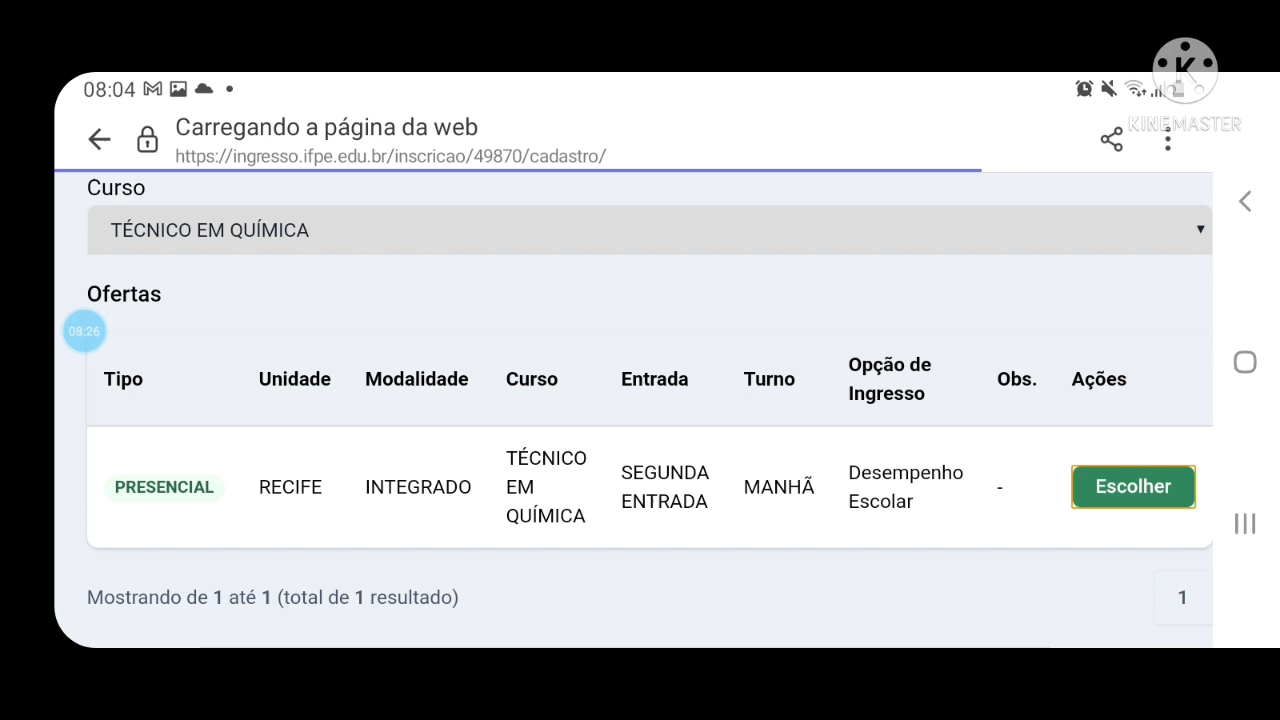 08:04
KINEMASTER
Carregando a página da web
https://ingresso.ifpe.edu.br/inscricao/49870/cadastro/
Curso
TÉCNICO EM QUÍMICA
Ofertas
08:26
Tipo Unidade Modalidade Curso Entrada Turno Opção de Ingresso Obs. Ações
PRESENCIAL RECIFE INTEGRADO TÉCNICO EM QUÍMICA SEGUNDA ENTRADA MANHÃ Desempenho Escolar - Escolher
Mostrando de 1 até 1 (total de 1 resultado)
1